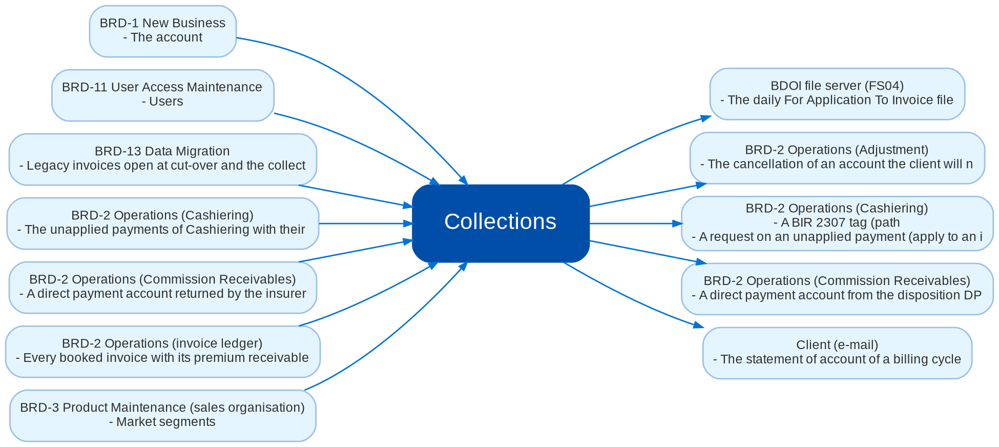 BRD-1 New Business
- The account
BRD-11 User Access Maintenance
- Users
BRD-13 Data Migration
- Legacy invoices open at cut-over and the collect
BRD-2 Operations (Cashiering)
- The unapplied payments of Cashiering with their
BRD-2 Operations (Commission Receivables)
- A direct payment account returned by the insurer
BRD-2 Operations (invoice ledger)
- Every booked invoice with its premium receivable
BRD-3 Product Maintenance (sales organisation)
- Market segments
Collections
BDOI file server (FS04)
- The daily For Application To Invoice file
BRD-2 Operations (Adjustment)
- The cancellation of an account the client will n
BRD-2 Operations (Cashiering)
- A BIR 2307 tag (path
- A request on an unapplied payment (apply to an i
BRD-2 Operations (Commission Receivables)
- A direct payment account from the disposition DP
Client (e-mail)
- The statement of account of a billing cycle